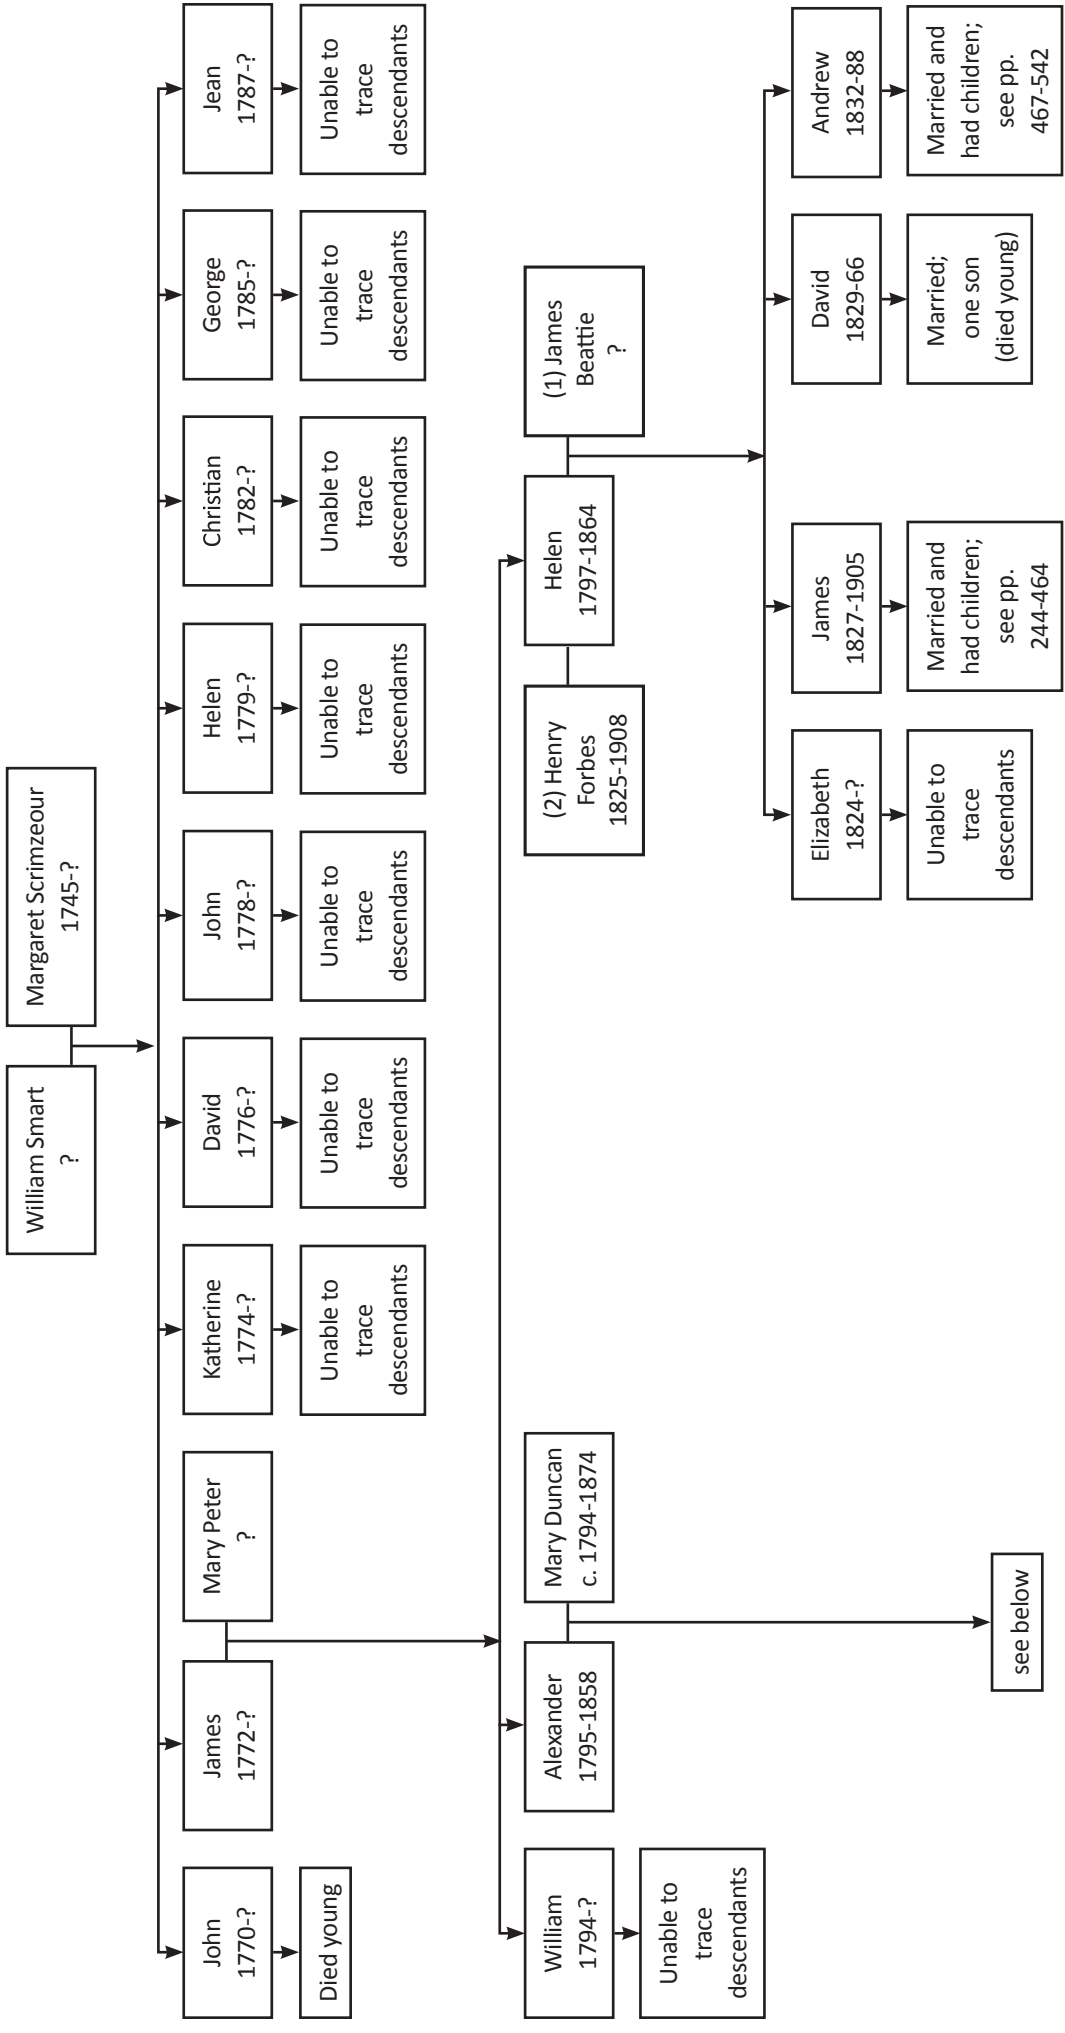 William Smart
?
Margaret Scrimzeour
1745-?
John
1770-?
James
1772-?
Mary Peter
?
Katherine
1774-?
David
1776-?
John
1778-?
Helen
1779-?
Christian
1782-?
George
1785-?
Jean
1787-?
Died young
Unable to
trace
descendants
Unable to
trace
descendants
Unable to
trace
descendants
Unable to
trace
descendants
Unable to
trace
descendants
Unable to
trace
descendants
Unable to
trace
descendants
William
1794-?
Alexander
1795-1858
Mary Duncan
c. 1794-1874
(2) Henry
Forbes
1825-1908
Helen
1797-1864
(1) James
Beattie
?
Unable to
trace
descendants
Elizabeth
1824-?
James
1827-1905
David
1829-66
Andrew
1832-88
see below
Unable to
trace
descendants
Married and
had children;
see pp.
244-464
Married;
one son
(died young)
Married and
had children;
see pp.
467-542